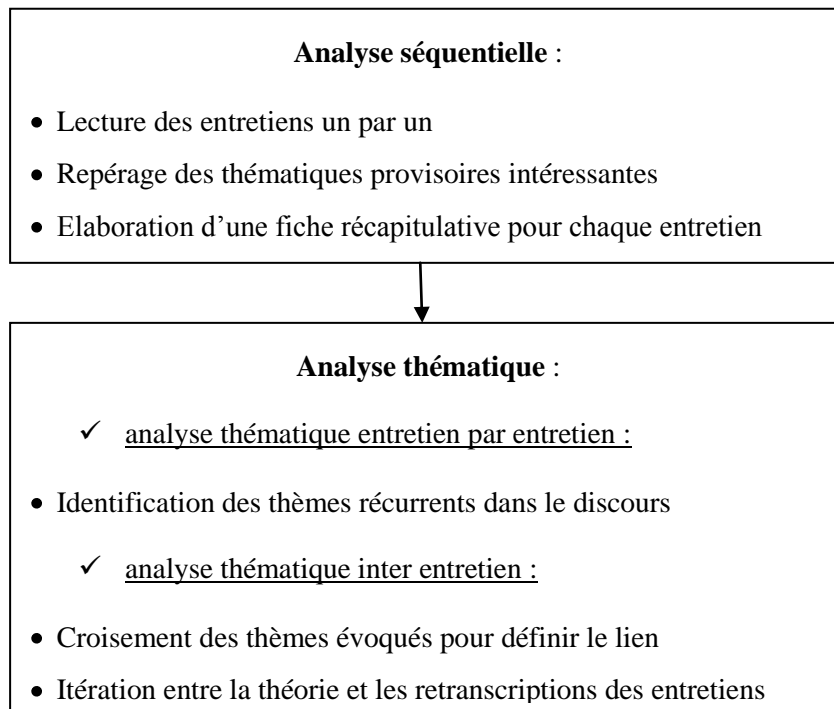 Analyse séquentielle :
• Lecture des entretiens un par un
• Repérage des thématiques provisoires intéressantes
• Elaboration d’une fiche récapitulative pour chaque entretien
Analyse thématique :
✓ analyse thématique entretien par entretien :
• Identification des thèmes récurrents dans le discours
✓ analyse thématique inter entretien :
• Croisement des thèmes évoqués pour définir le lien
• Itération entre la théorie et les retranscriptions des entretiens